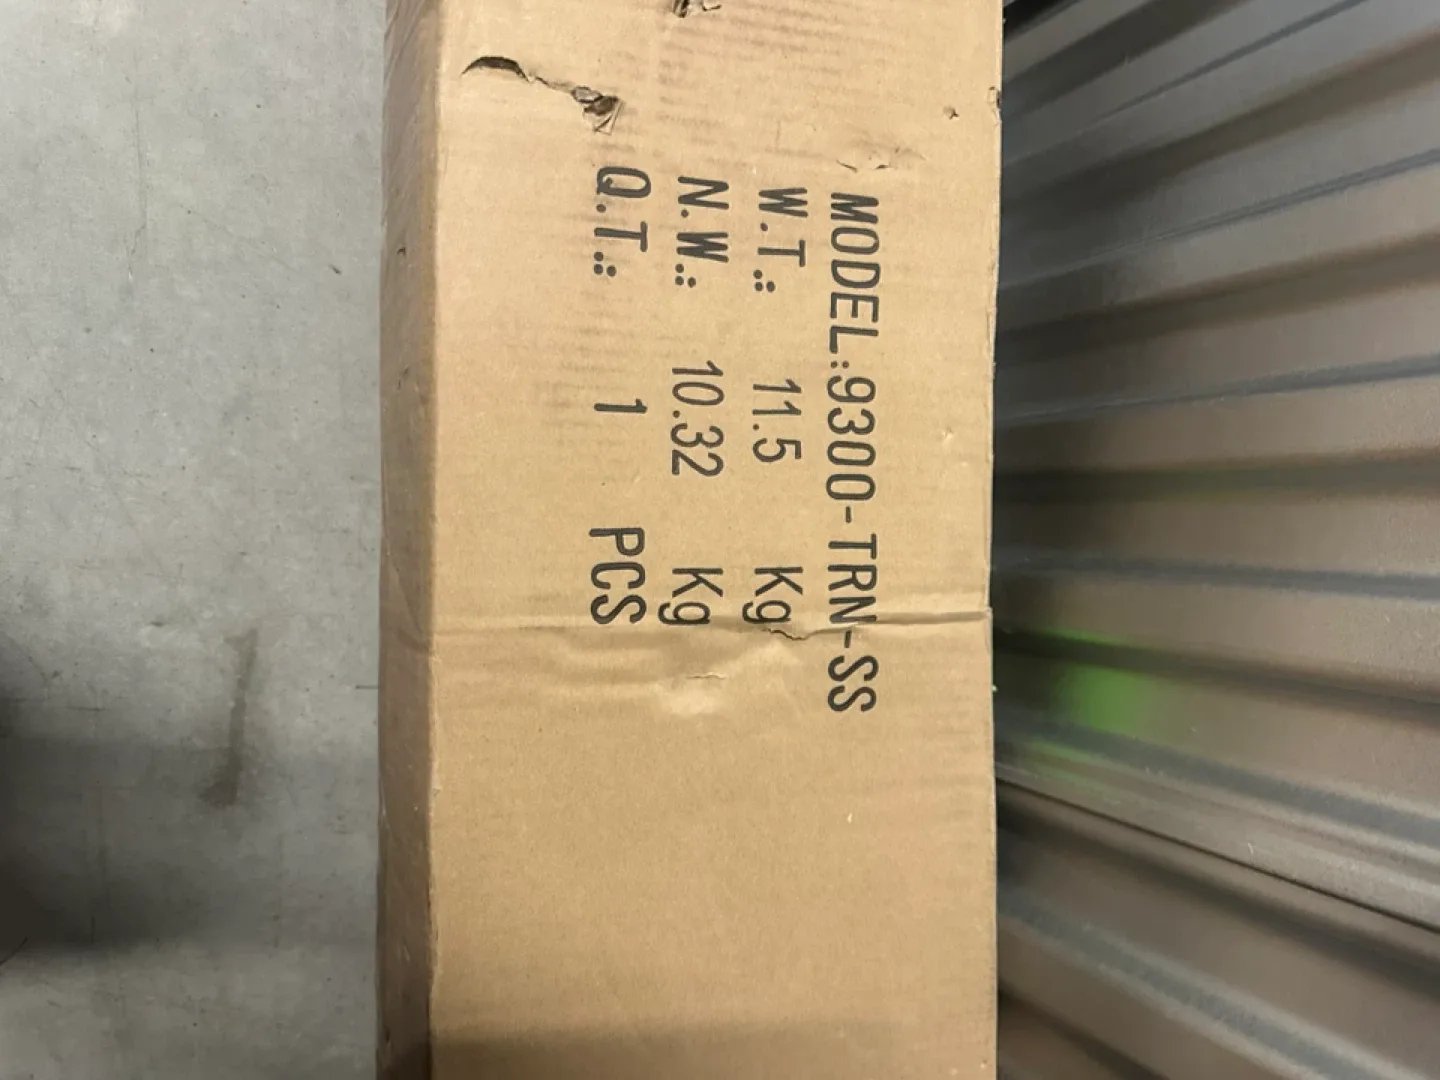 MODEL:9300-TRN-SS
W.T.: 11.5 Kg
N.W.: 10.32 Kg
Q.T.: 1 PCS